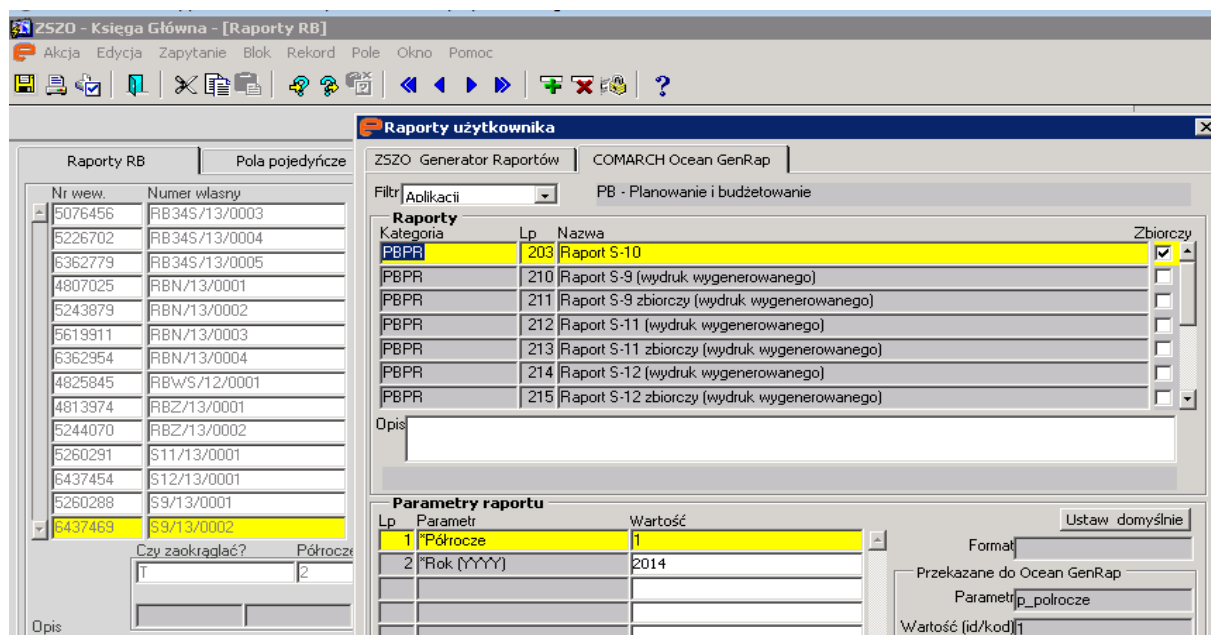 ZSZO - Księga Główna - [Raporty RB]
Akcja Edycja Zapytanie Blok Rekord Pole Okno Pomoc
Raporty użytkownika
Raporty RB Pola pojedyńcze
ZSZO Generator Raportów COMARCH Ocean GenRap
Filtr Aplikacji PB - Planowanie i budżetowanie
Nr wew. Numer wlasny
5076456 RB34S/13/0003
5226702 RB34S/13/0004
6362779 RB34S/13/0005
4807025 RBN/13/0001
5243879 RBN/13/0002
5619911 RBN/13/0003
6362954 RBN/13/0004
4825845 RBWS/12/0001
4813974 RBZ/13/0001
5244070 RBZ/13/0002
5260291 S11/13/0001
6437454 S12/13/0001
5260288 S9/13/0001
6437469 S9/13/0002
Czy zaokrąglać? Półrocze
T 2
Opis
Raporty
Kategoria Lp Nazwa Zbiorczy
PBPR 203 Raport S-10
PBPR 210 Raport S-9 (wydruk wygenerowanego)
PBPR 211 Raport S-9 zbiorczy (wydruk wygenerowanego)
PBPR 212 Raport S-11 (wydruk wygenerowanego)
PBPR 213 Raport S-11 zbiorczy (wydruk wygenerowanego)
PBPR 214 Raport S-12 (wydruk wygenerowanego)
PBPR 215 Raport S-12 zbiorczy (wydruk wygenerowanego)
Opis
Parametry raportu
Lp Parametr Wartość
1 *Półrocze 1
2 *Rok (YYYY) 2014
Ustaw domyślnie
Format
Przekazane do Ocean GenRap
Parametr p_polrocze
Wartość (id/kod) 1